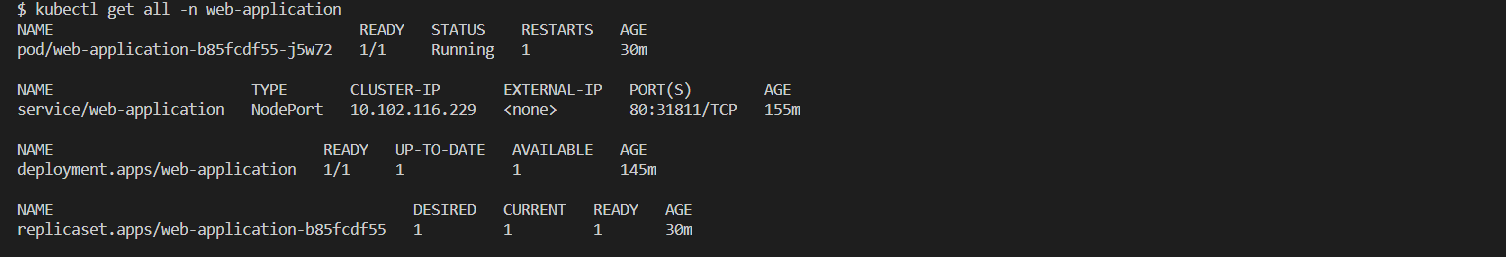 $ kubectl get all -n web-application
NAME READY STATUS RESTARTS AGE
pod/web-application-b85fcdf55-j5w72 1/1 Running 1 30m
NAME TYPE CLUSTER-IP EXTERNAL-IP PORT(S) AGE
service/web-application NodePort 10.102.116.229 <none> 80:31811/TCP 155m
NAME READY UP-TO-DATE AVAILABLE AGE
deployment.apps/web-application 1/1 1 1 145m
NAME DESIRED CURRENT READY AGE
replicaset.apps/web-application-b85fcdf55 1 1 1 30m